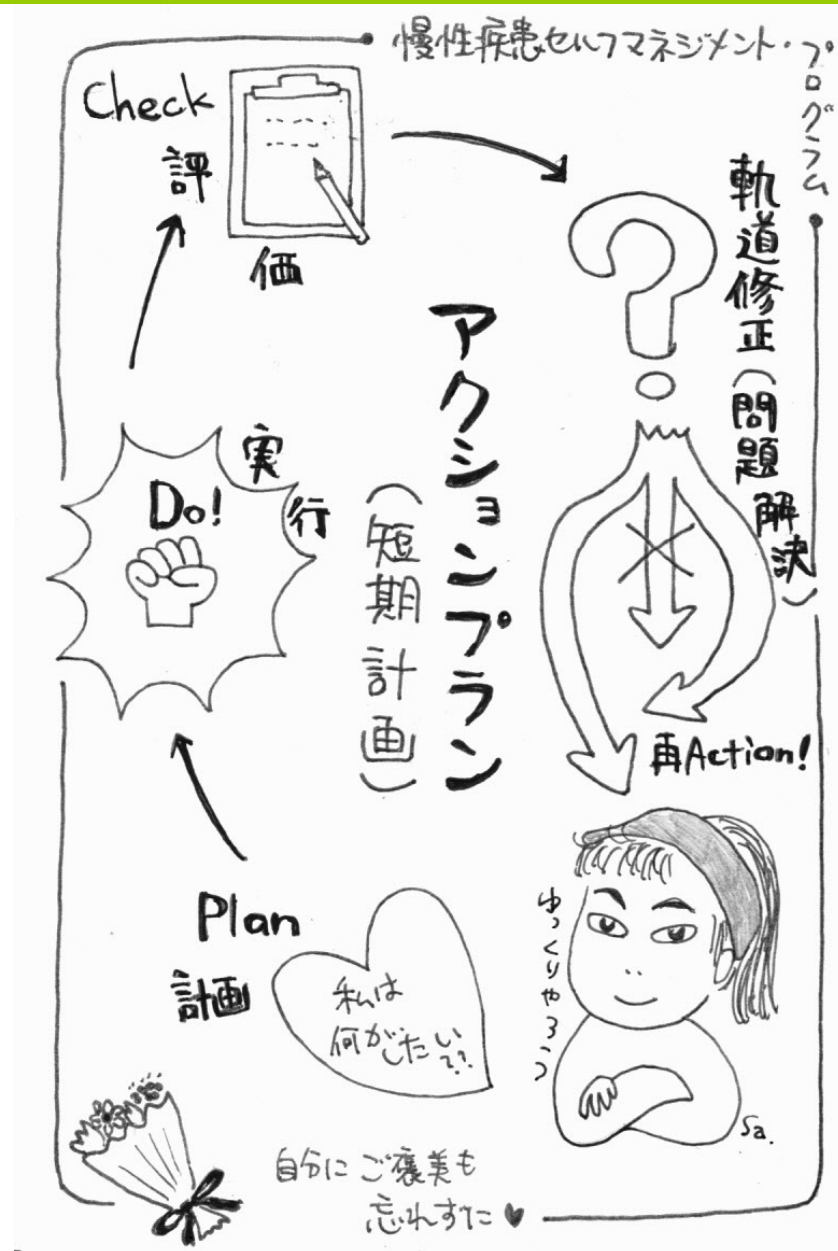 慢性疾患セルフマネジメント・プログラム
Check
評価
軌道修正(問題解決)
アクションプラン
(短期計画)
Do!
実行
再Action!
Plan
計画
私は
何がしたい??
ゆっくりやろう
Sa.
自分にご褒美も
忘れずに♥